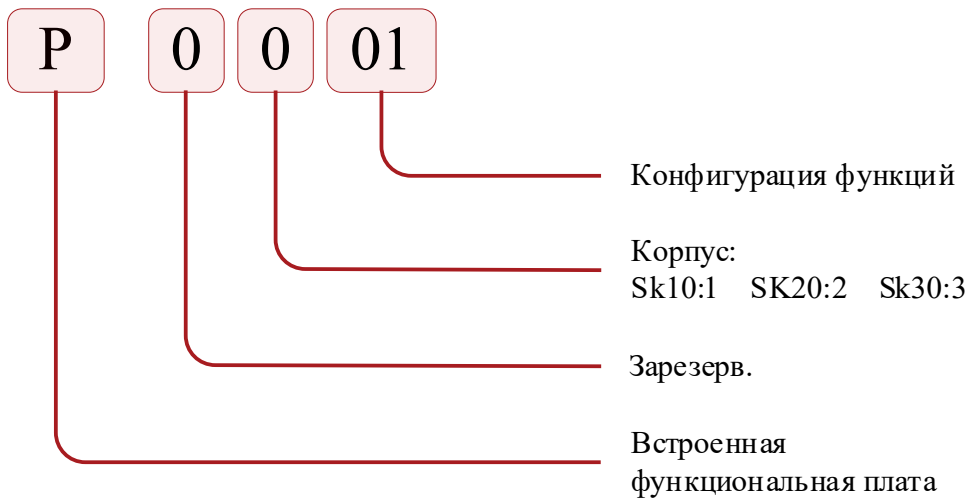 P 0 0 01
Конфигурация функций
Корпус:
Sk10:1 SK20:2 Sk30:3
Зарезерв.
Встроенная
функциональная плата